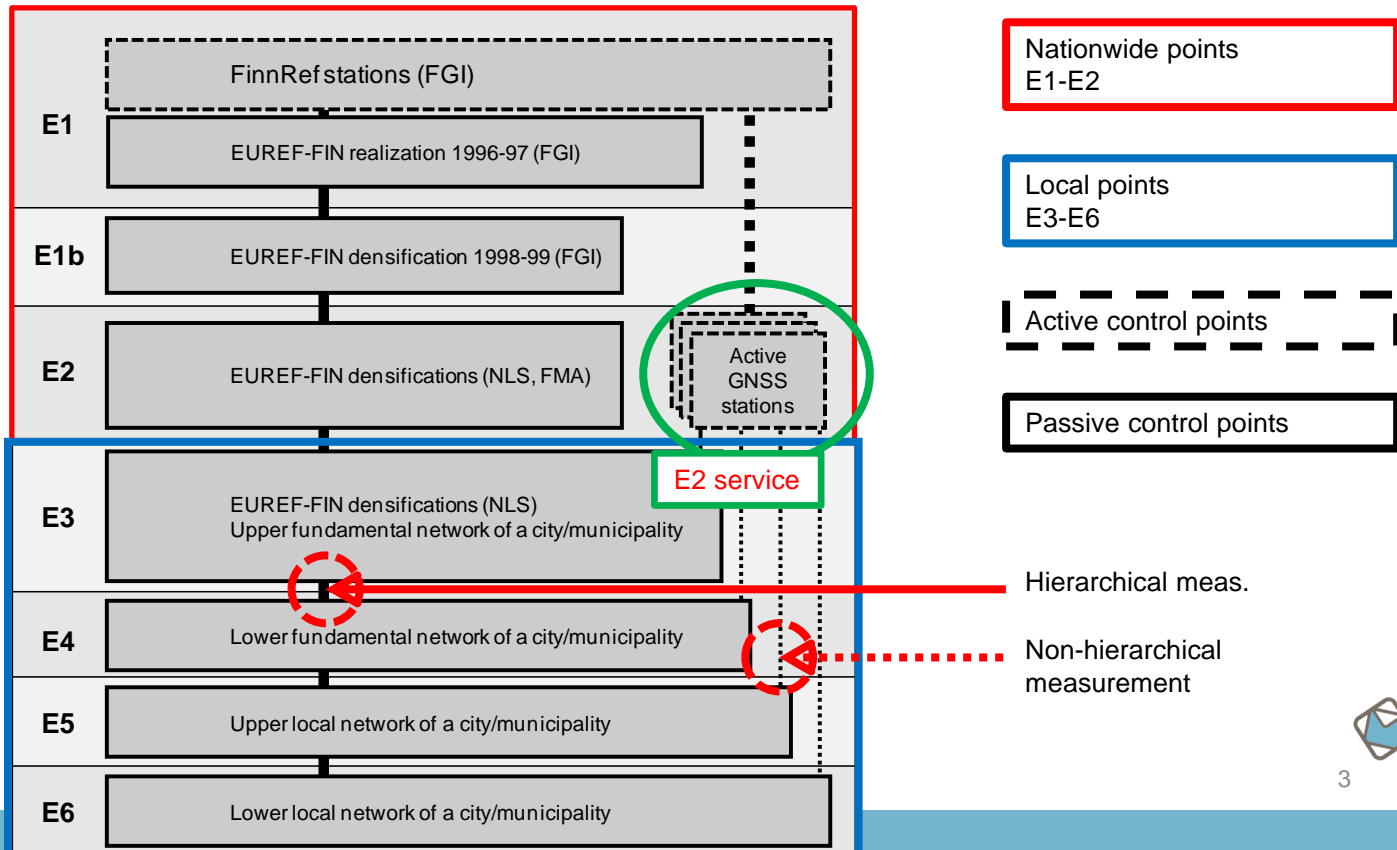 FinnRef stations (FGI)
E1
EUREF-FIN realization 1996-97 (FGI)
E1b
EUREF-FIN densification 1998-99 (FGI)
E2
EUREF-FIN densifications (NLS, FMA)
Active
GNSS
stations
E2 service
E3
EUREF-FIN densifications (NLS)
Upper fundamental network of a city/municipality
E4
Lower fundamental network of a city/municipality
E5
Upper local network of a city/municipality
E6
Lower local network of a city/municipality
Nationwide points
E1-E2
Local points
E3-E6
Active control points
Passive control points
Hierarchical meas.
Non-hierarchical
measurement
3